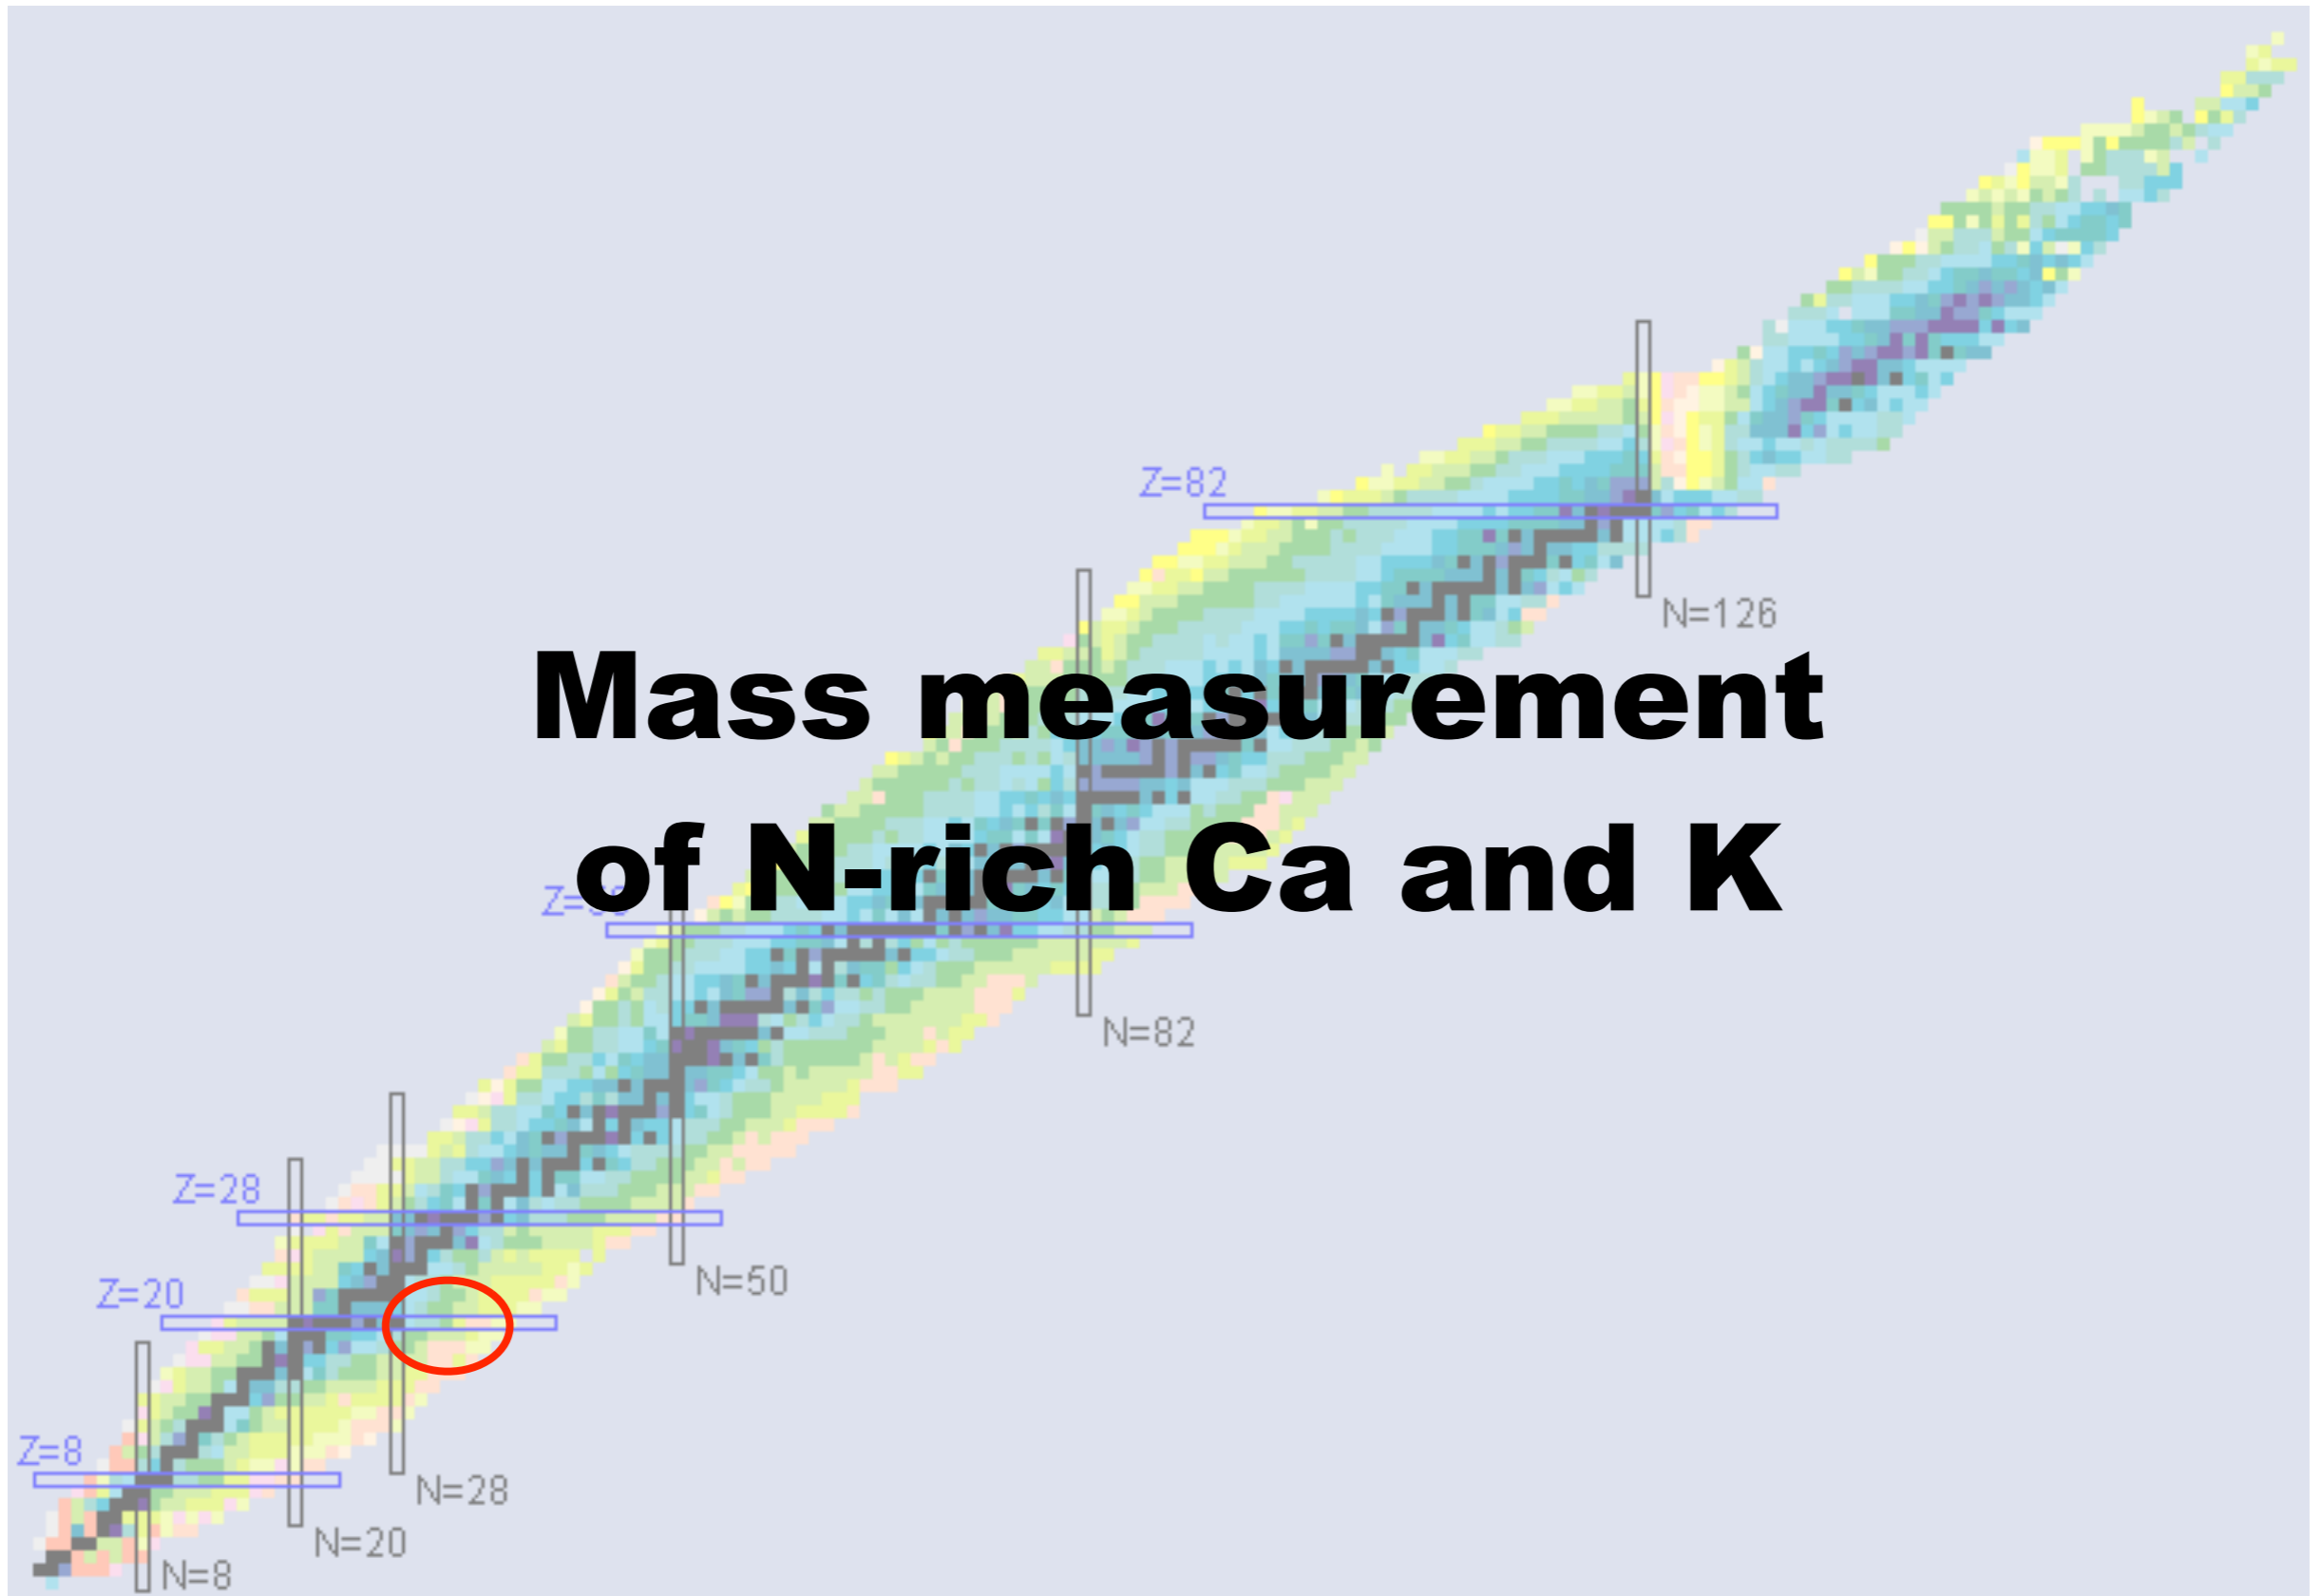 Z=82
N=126
Mass measurement
of N-rich Ca and K
N=82
Z=28
N=50
Z=20
Z=8
N=28
N=20
N=8